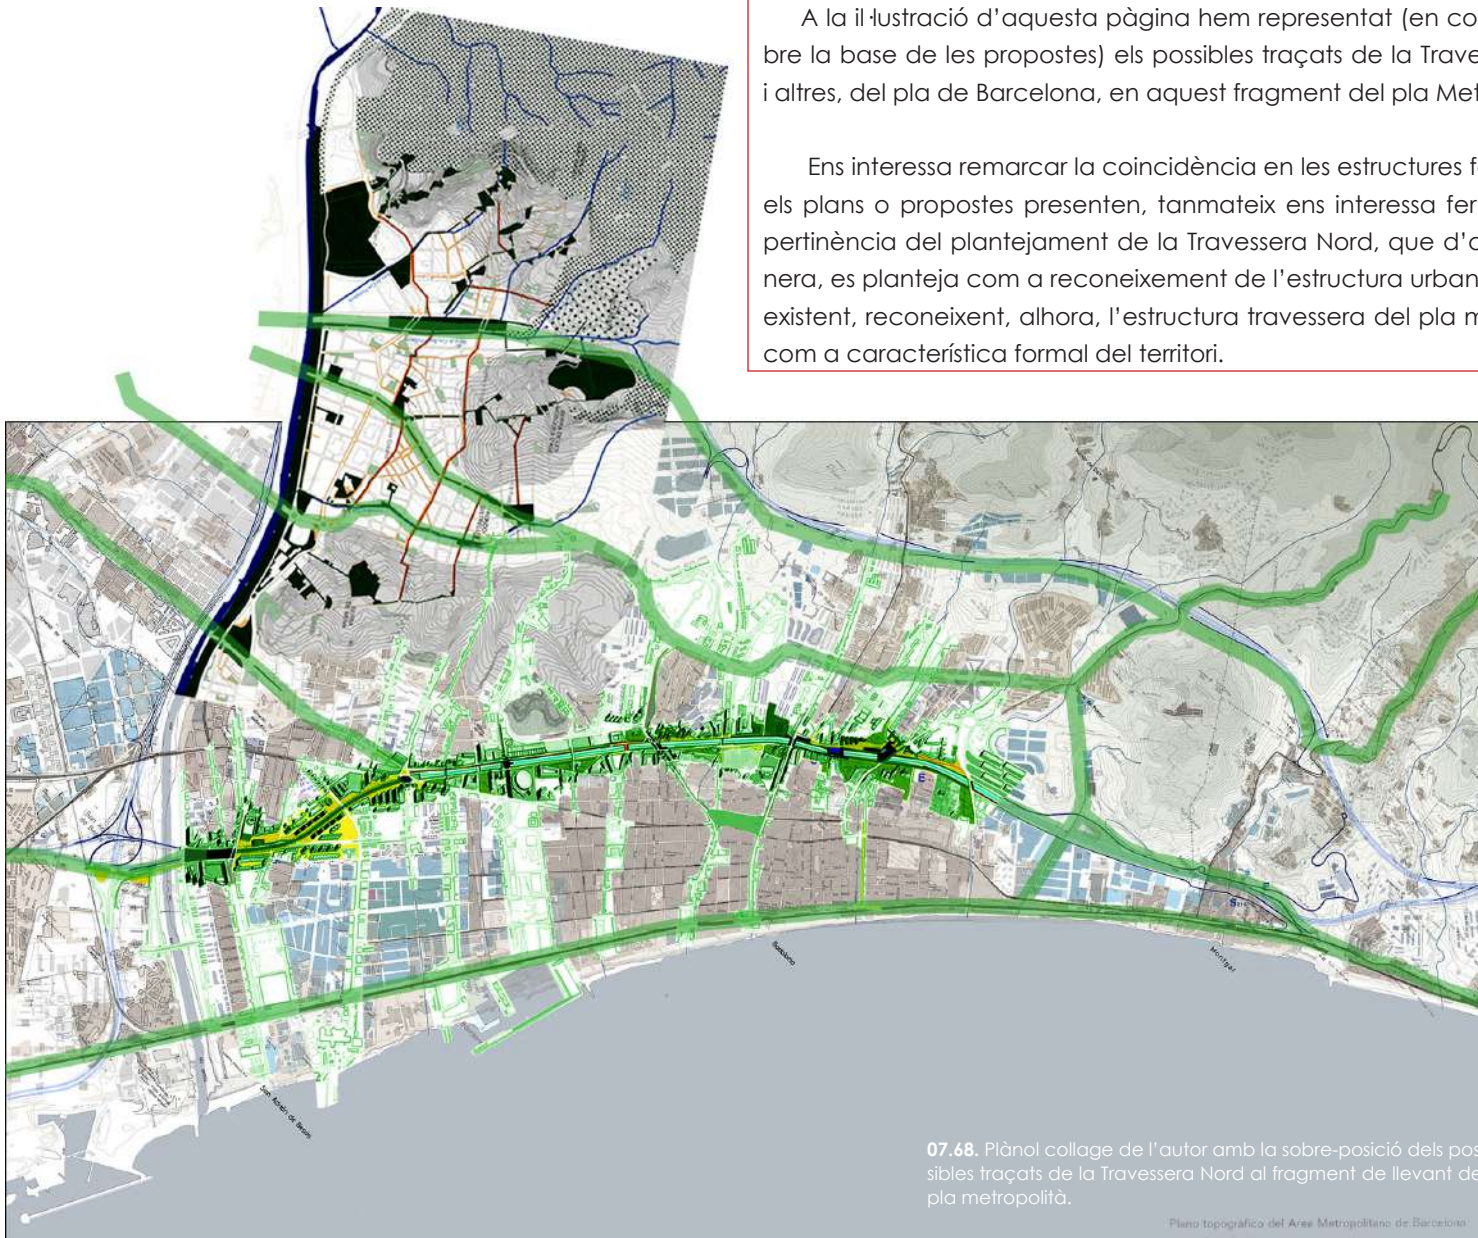 A la il·lustració d’aquesta pàgina hem representat (en co
bre la base de les propostes) els possibles traçats de la Trave
i altres, del pla de Barcelona, en aquest fragment del pla Met
Ens interessa remarcar la coincidència en les estructures f
els plans o propostes presenten, tanmateix ens interessa fer
pertinència del plantejament de la Travessera Nord, que d’a
nera, es planteja com a reconeixement de l’estructura urban
existent, reconeixent, alhora, l’estructura travessera del pla m
com a característica formal del territori.
Badalona
Montgat
San Adrián de Besòs
07.68. Plànol collage de l’autor amb la sobre-posició dels pos
sibles traçats de la Travessera Nord al fragment de llevant de
pla metropolità.
Plano topográfico del Area Metropolitana de Barcelona